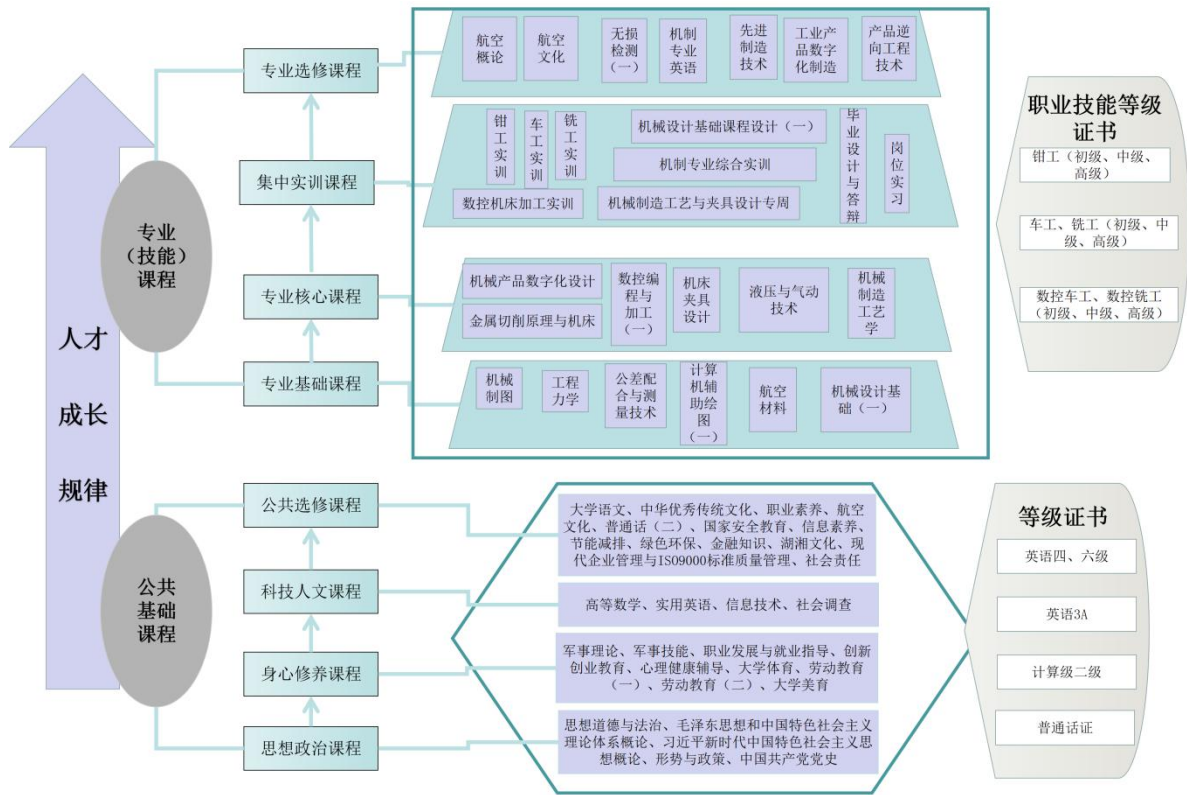 人才
成长
规律
专业
（技能）
课程
公共
基础
课程
专业选修课程
集中实训课程
专业核心课程
专业基础课程
公共选修课程
科技人文课程
身心修养课程
思想政治课程
航空
概论
航空
文化
无损
检测
（一）
机制
专业
英语
先进
制造
技术
工业产
品数字
化制造
产品逆
向工程
技术
钳工实训
车工实训
铣工实训
机械设计基础课程设计（一）
机制专业综合实训
数控机床加工实训
机械制造工艺与夹具设计专周
毕业设计与答辩
岗位实习
机械产品数字化设计
金属切削原理与机床
数控编
程与
加工
（一）
机床
夹具
设计
液压与气动
技术
机械
制造
工艺
学
机械
制图
工程
力学
公差配
合与测
量技术
计算
机辅
助绘
图
（一）
航空
材料
机械设计基
础（一）
大学语文、中华优秀传统文化、职业素养、航空
文化、普通话（二）、国家安全教育、信息素养、
节能减排、绿色环保、金融知识、湖湘文化、现
代企业管理与ISO9000标准质量管理、社会责任
高等数学、实用英语、信息技术、社会调查
军事理论、军事技能、职业发展与就业指导、创新
创业教育、心理健康辅导、大学体育、劳动教育
（一）、劳动教育（二）、大学美育
思想道德与法治、毛泽东思想和中国特色社会主义
理论体系概论、习近平新时代中国特色社会主义思
想概论、形势与政策、中国共产党党史
职业技能等级
证书
钳工（初级、中级、
高级）
车工、铣工（初级、中
级、高级）
数控车工、数控铣工
（初级、中级、高级）
等级证书
英语四、六级
英语3A
计算级二级
普通话证